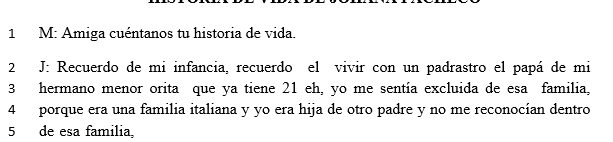 HISTORIA DE VIDA DE JOHANA PACHECO
1 M: Amiga cuéntanos tu historia de vida.
2 J: Recuerdo de mi infancia, recuerdo el vivir con un padrastro el papá de mi
3 hermano menor orita que ya tiene 21 eh, yo me sentía excluida de esa familia,
4 porque era una familia italiana y yo era hija de otro padre y no me reconocían dentro
5 de esa familia,